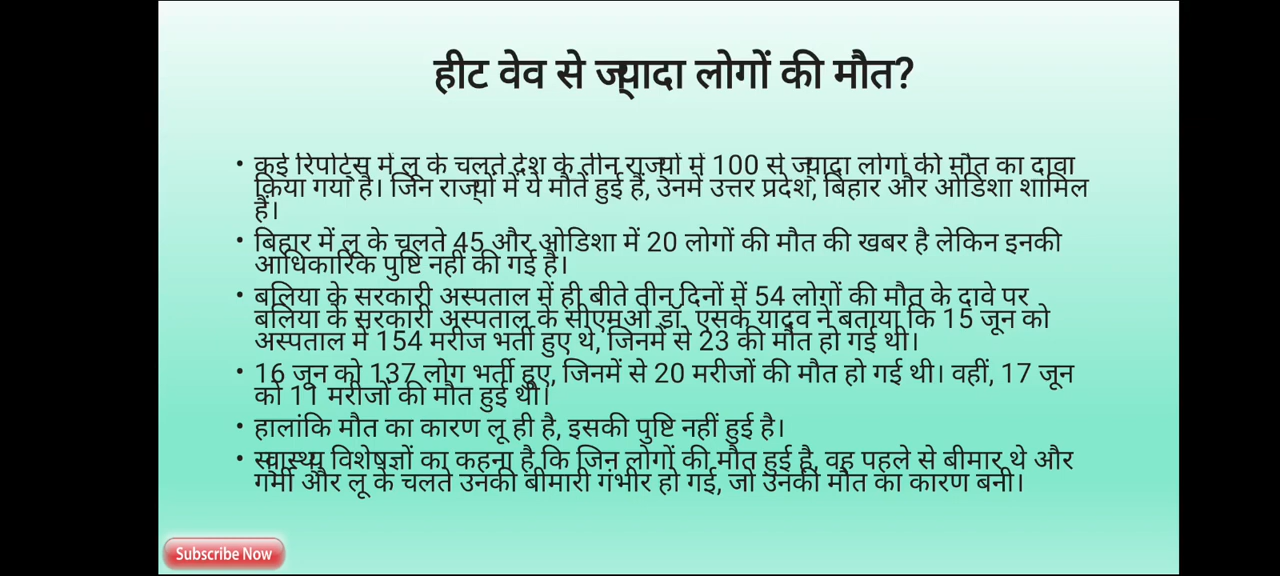 हीट वेव से ज्यादा लोगों की मौत?
• कई रिपोर्ट्स में लू के चलते देश के तीन राज्यों में 100 से ज्यादा लोगों की मौत का दावा
किया गया है। जिन राज्यों में ये मौतें हुई हैं, उनमें उत्तर प्रदेश, बिहार और ओडिशा शामिल
हैं।
• बिहार में लू के चलते 45 और ओडिशा में 20 लोगों की मौत की खबर है लेकिन इनकी
आधिकारिक पुष्टि नहीं की गई है।
• बलिया के सरकारी अस्पताल में ही बीते तीन दिनों में 54 लोगों की मौत के दावे पर
बलिया के सरकारी अस्पताल के सीएमओ डॉ. एसके यादव ने बताया कि 15 जून को
अस्पताल में 154 मरीज भर्ती हुए थे, जिनमें से 23 की मौत हो गई थी।
• 16 जून को 137 लोग भर्ती हुए, जिनमें से 20 मरीजों की मौत हो गई थी। वहीं, 17 जून
को 11 मरीजों की मौत हुई थी।
• हालांकि मौत का कारण लू ही है, इसकी पुष्टि नहीं हुई है।
• स्वास्थ्य विशेषज्ञों का कहना है कि जिन लोगों की मौत हुई है, वह पहले से बीमार थे और
गर्मी और लू के चलते उनकी बीमारी गंभीर हो गई, जो उनकी मौत का कारण बनी।
Subscribe Now